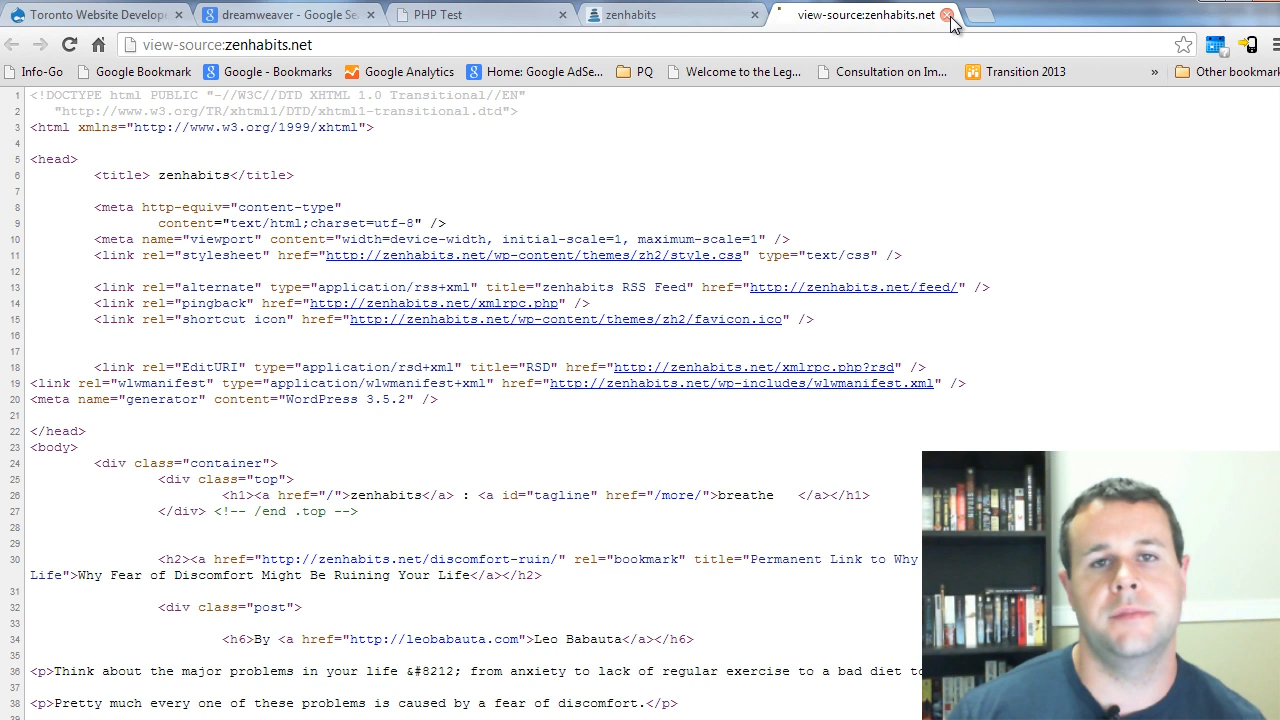 Toronto Website Develope
dreamweaver - Google Se
PHP Test
zenhabits
view-source:zenhabits.net
view-source:zenhabits.net
Info-Go
Google Bookmark
Google - Bookmarks
Google Analytics
Home: Google AdSe...
PQ
Welcome to the Leg...
Consultation on Im...
Transition 2013
»
Other bookmark
1 <!DOCTYPE html PUBLIC "-//W3C//DTD XHTML 1.0 Transitional//EN"
2 "http://www.w3.org/TR/xhtml1/DTD/xhtml1-transitional.dtd">
3 <html xmlns="http://www.w3.org/1999/xhtml">
4
5 <head>
6 <title> zenhabits</title>
7
8 <meta http-equiv="content-type"
9 content="text/html;charset=utf-8" />
10 <meta name="viewport" content="width=device-width, initial-scale=1, maximum-scale=1" />
11 <link rel="stylesheet" href="http://zenhabits.net/wp-content/themes/zh2/style.css" type="text/css" />
12
13 <link rel="alternate" type="application/rss+xml" title="zenhabits RSS Feed" href="http://zenhabits.net/feed/" />
14 <link rel="pingback" href="http://zenhabits.net/xmlrpc.php" />
15 <link rel="shortcut icon" href="http://zenhabits.net/wp-content/themes/zh2/favicon.ico" />
16
17
18 <link rel="EditURI" type="application/rsd+xml" title="RSD" href="http://zenhabits.net/xmlrpc.php?rsd" />
19 <link rel="wlwmanifest" type="application/wlwmanifest+xml" href="http://zenhabits.net/wp-includes/wlwmanifest.xml" />
20 <meta name="generator" content="WordPress 3.5.2" />
21
22 </head>
23 <body>
24 <div class="container">
25 <div class="top">
26 <h1><a href="/">zenhabits</a> : <a id="tagline" href="/more/">breathe </a></h1>
27 </div> <!-- /end .top -->
28
29
30 <h2><a href="http://zenhabits.net/discomfort-ruin/" rel="bookmark" title="Permanent Link to Why
Life">Why Fear of Discomfort Might Be Ruining Your Life</a></h2>
31
32 <div class="post">
33
34 <h6>By <a href="http://leobabauta.com">Leo Babauta</a></h6>
35
36 <p>Think about the major problems in your life &#8212; from anxiety to lack of regular exercise to a bad diet to
37
38 <p>Pretty much every one of these problems is caused by a fear of discomfort.</p>
39